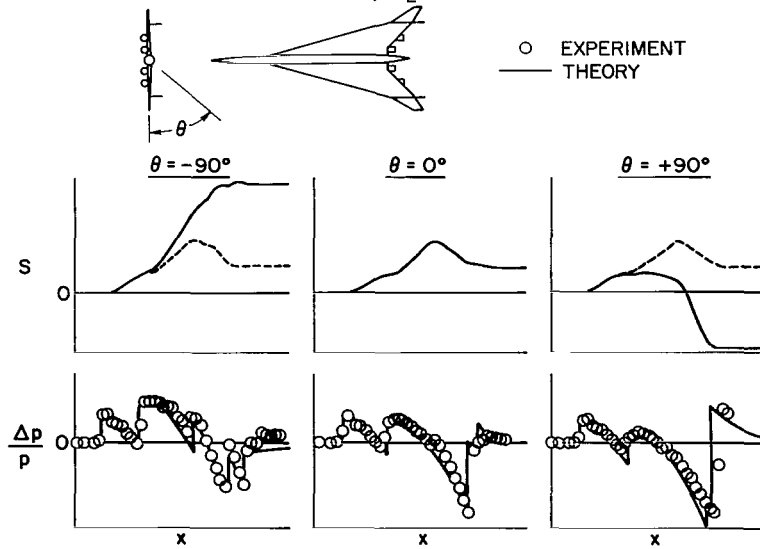 EXPERIMENT
THEORY
θ
θ = -90°
θ = 0°
θ = +90°
S
0
Δp
p
0
x
x
x